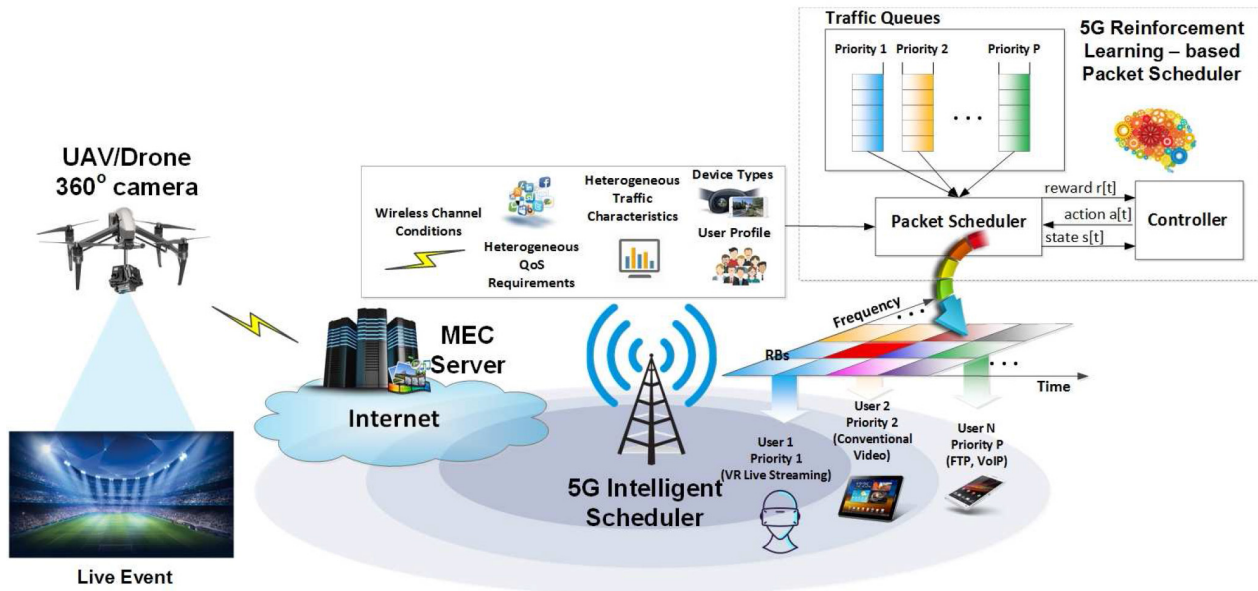 UAV/Drone
360° camera
Live Event
MEC
Server
Internet
5G Intelligent
Scheduler
Wireless Channel
Conditions
Heterogeneous
QoS
Requirements
Heterogeneous
Traffic
Characteristics
Device Types
User Profile
Traffic Queues
Priority 1
Priority 2
Priority P
...
5G Reinforcement
Learning – based
Packet Scheduler
Packet Scheduler
reward r[t]
action a[t]
state s[t]
Controller
Frequency
...
RBs
...
Time
User 1
Priority 1
(VR Live Streaming)
User 2
Priority 2
(Conventional
Video)
User N
Priority P
(FTP, VoIP)